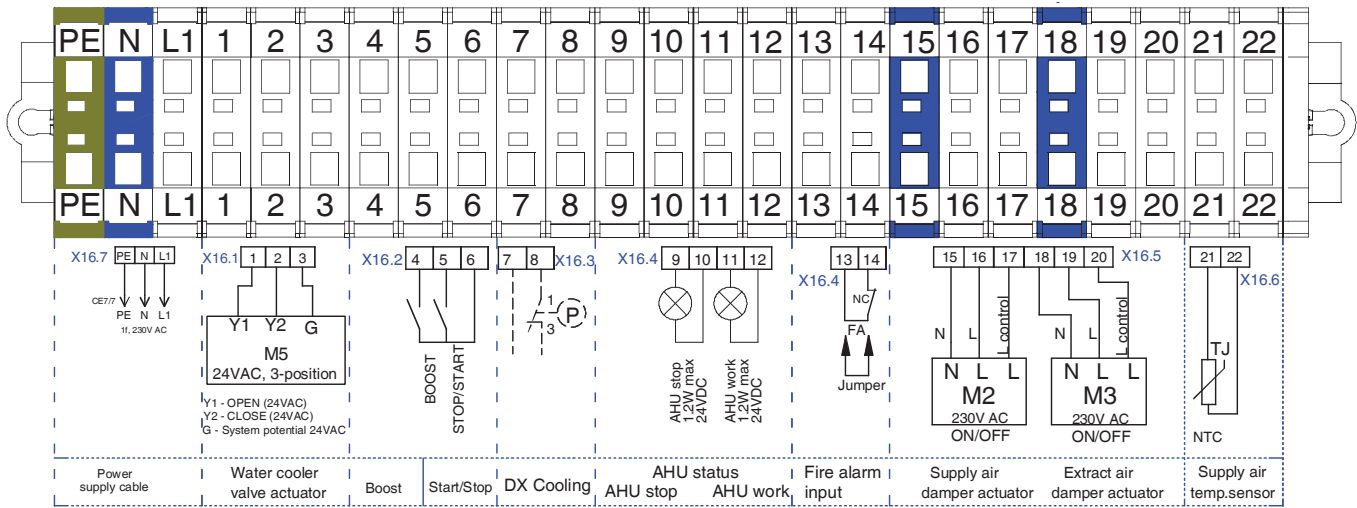 PE N L1 1 2 3 4 5 6 7 8 9 10 11 12 13 14 15 16 17 18 19 20 21 22
PE N L1 1 2 3 4 5 6 7 8 9 10 11 12 13 14 15 16 17 18 19 20 21 22
X16.7 PE N L1
CE7/7
PE N L1
1f, 230V AC
X16.1 1 2 3
Y1 Y2 G
M5
24VAC, 3-position
Y1 - OPEN (24VAC)
Y2 - CLOSE (24VAC)
G - System potential 24VAC
X16.2 4 5 6
BOOST
STOP/START
7 8 X16.3
1
P
3
X16.4 9 10 11 12
AHU stop
1.2W max
24VDC
AHU work
1.2W max
24VDC
13 14
X16.4
NC
FA
Jumper
15 16 17 18 19 20 X16.5
N L L control
N L L control
N L L
M2
230V AC
ON/OFF
N L L
M3
230V AC
ON/OFF
21 22
X16.6
TJ
NTC
Power
supply cable
Water cooler
valve actuator
Boost
Start/Stop
DX Cooling
AHU status
AHU stop AHU work
Fire alarm
input
Supply air
damper actuator
Extract air
damper actuator
Supply air
temp.sensor